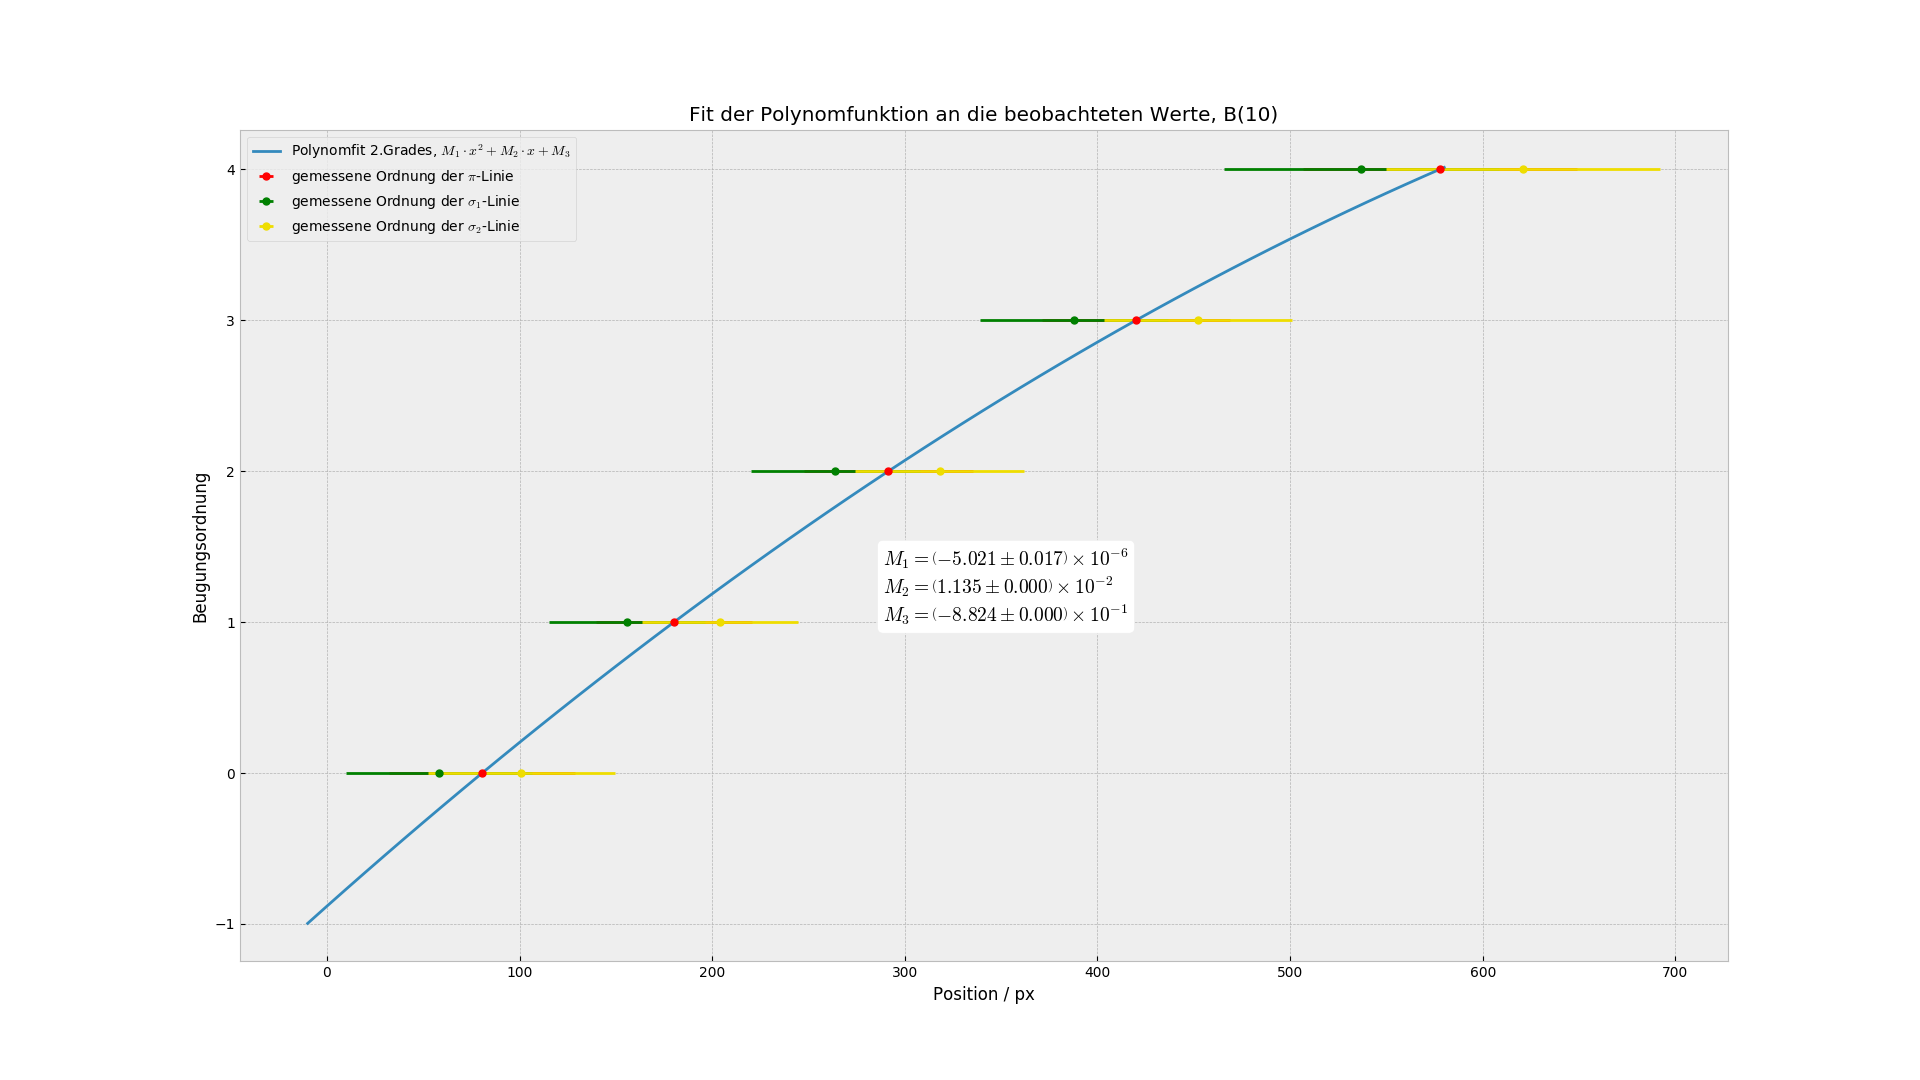 Fit der Polynomfunktion an die beobachteten Werte, B(10)
Polynomfit 2.Grades, M₁ · x² + M₂ · x + M₃
gemessene Ordnung der π-Linie
gemessene Ordnung der σ₁-Linie
gemessene Ordnung der σ₂-Linie
4
3
2
1
0
−1
Beugungsordnung
M₁ = (−5.021 ± 0.017) × 10⁻⁶
M₂ = (1.135 ± 0.000) × 10⁻²
M₃ = (−8.824 ± 0.000) × 10⁻¹
0 100 200 300 400 500 600 700
Position / px